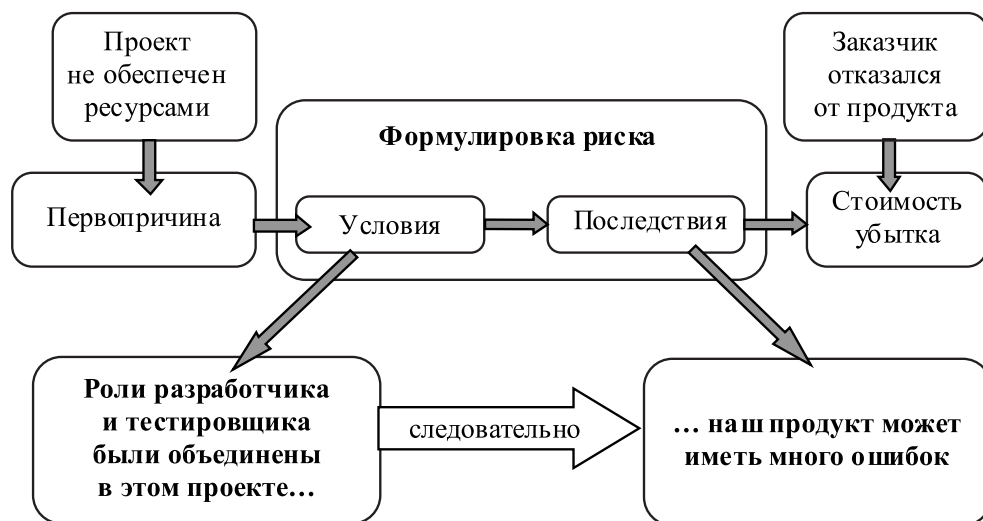 Проект
не обеспечен
ресурсами
Заказчик
отказался
от продукта
Формулировка риска
Первопричина
Условия
Последствия
Стоимость
убытка
Роли разработчика
и тестировщика
были объединены
в этом проекте…
следовательно
… наш продукт может
иметь много ошибок